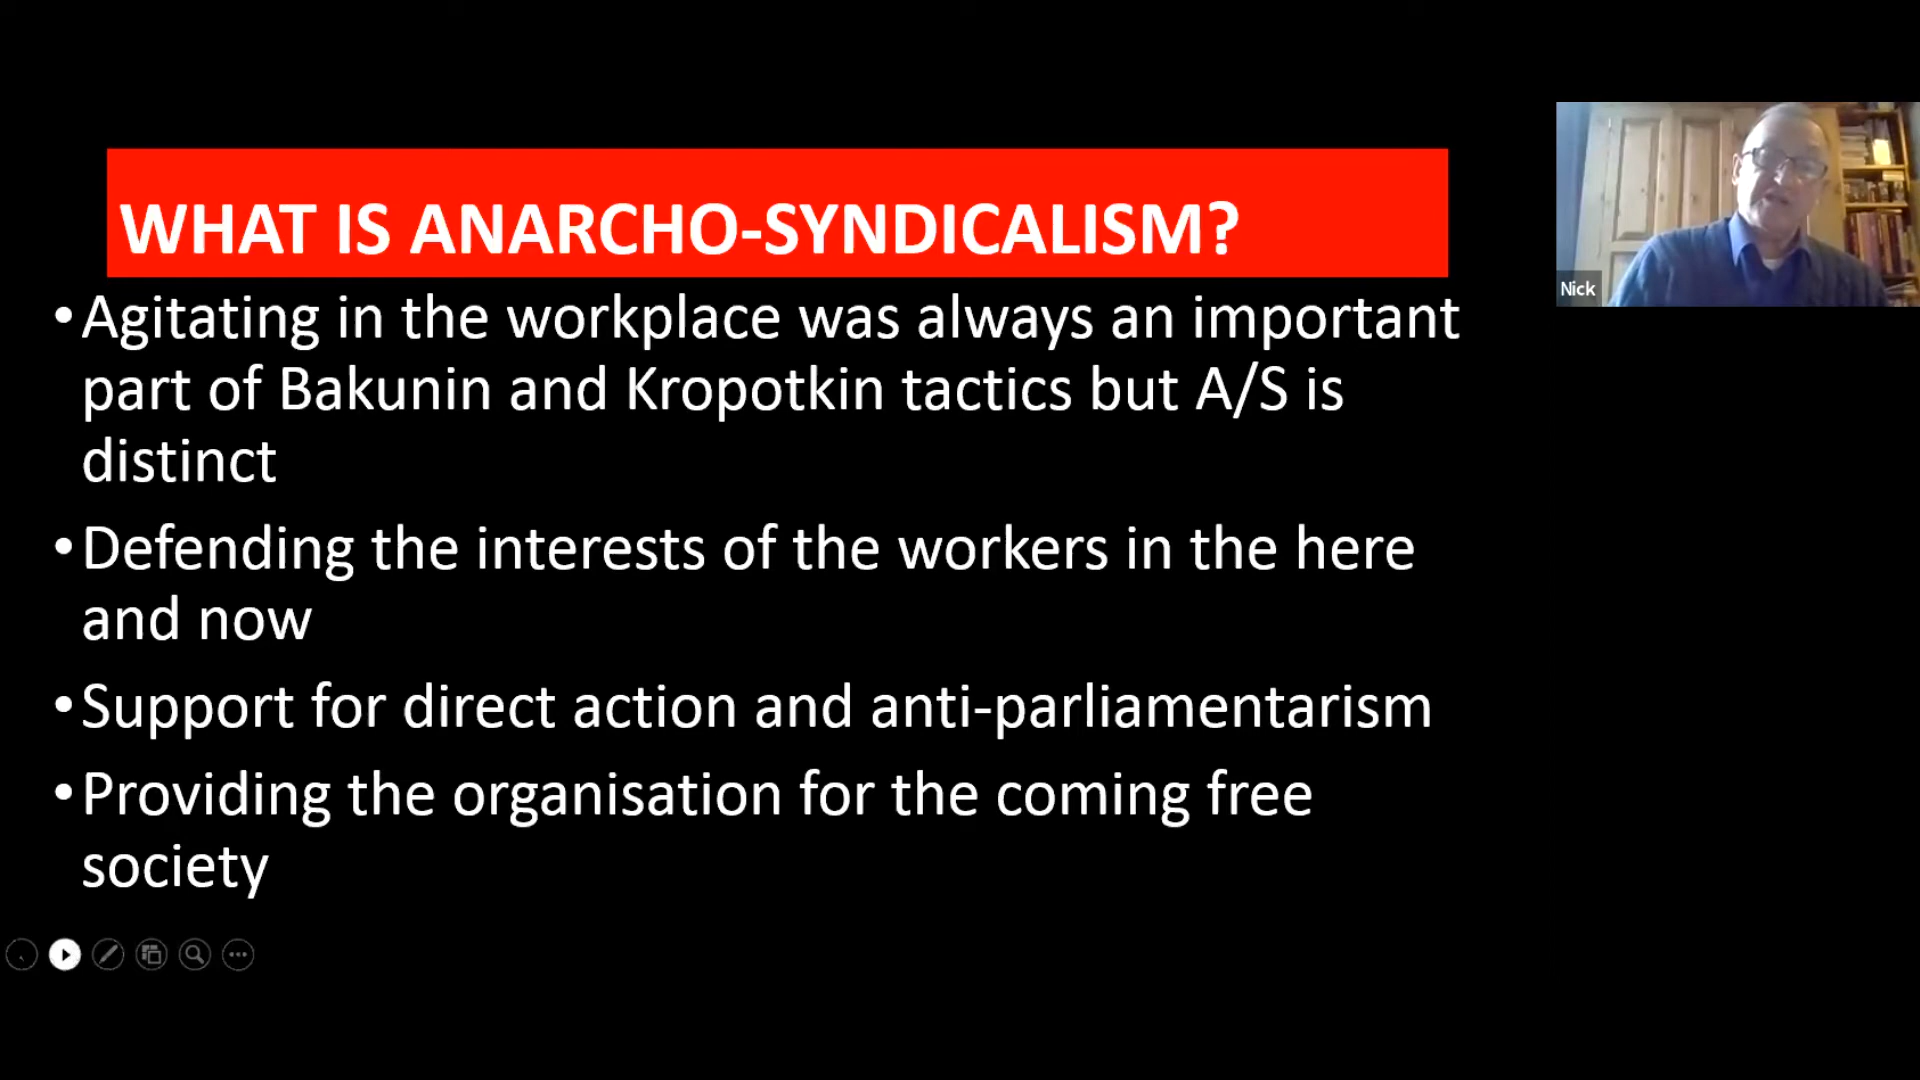 WHAT IS ANARCHO-SYNDICALISM?
•Agitating in the workplace was always an important
part of Bakunin and Kropotkin tactics but A/S is
distinct
•Defending the interests of the workers in the here
and now
•Support for direct action and anti-parliamentarism
•Providing the organisation for the coming free
society
Nick